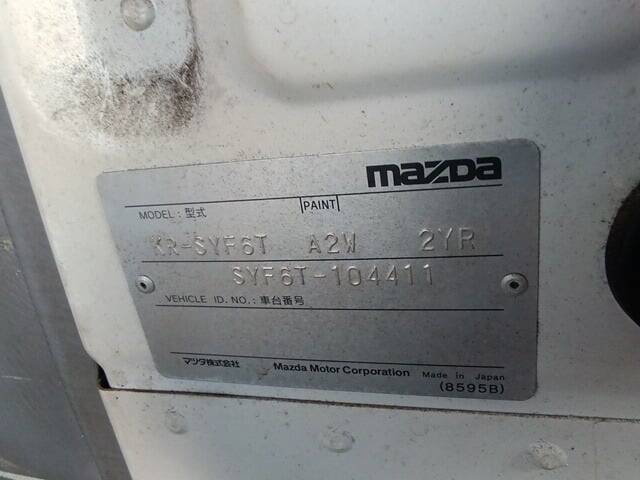 mazda
MODEL : 型式 PAINT
KR-SYF6T A2W 2YR
SYF6T-104411
VEHICLE ID. NO. : 車台番号
マツダ株式会社 Mazda Motor Corporation Made in Japan
(8595B)